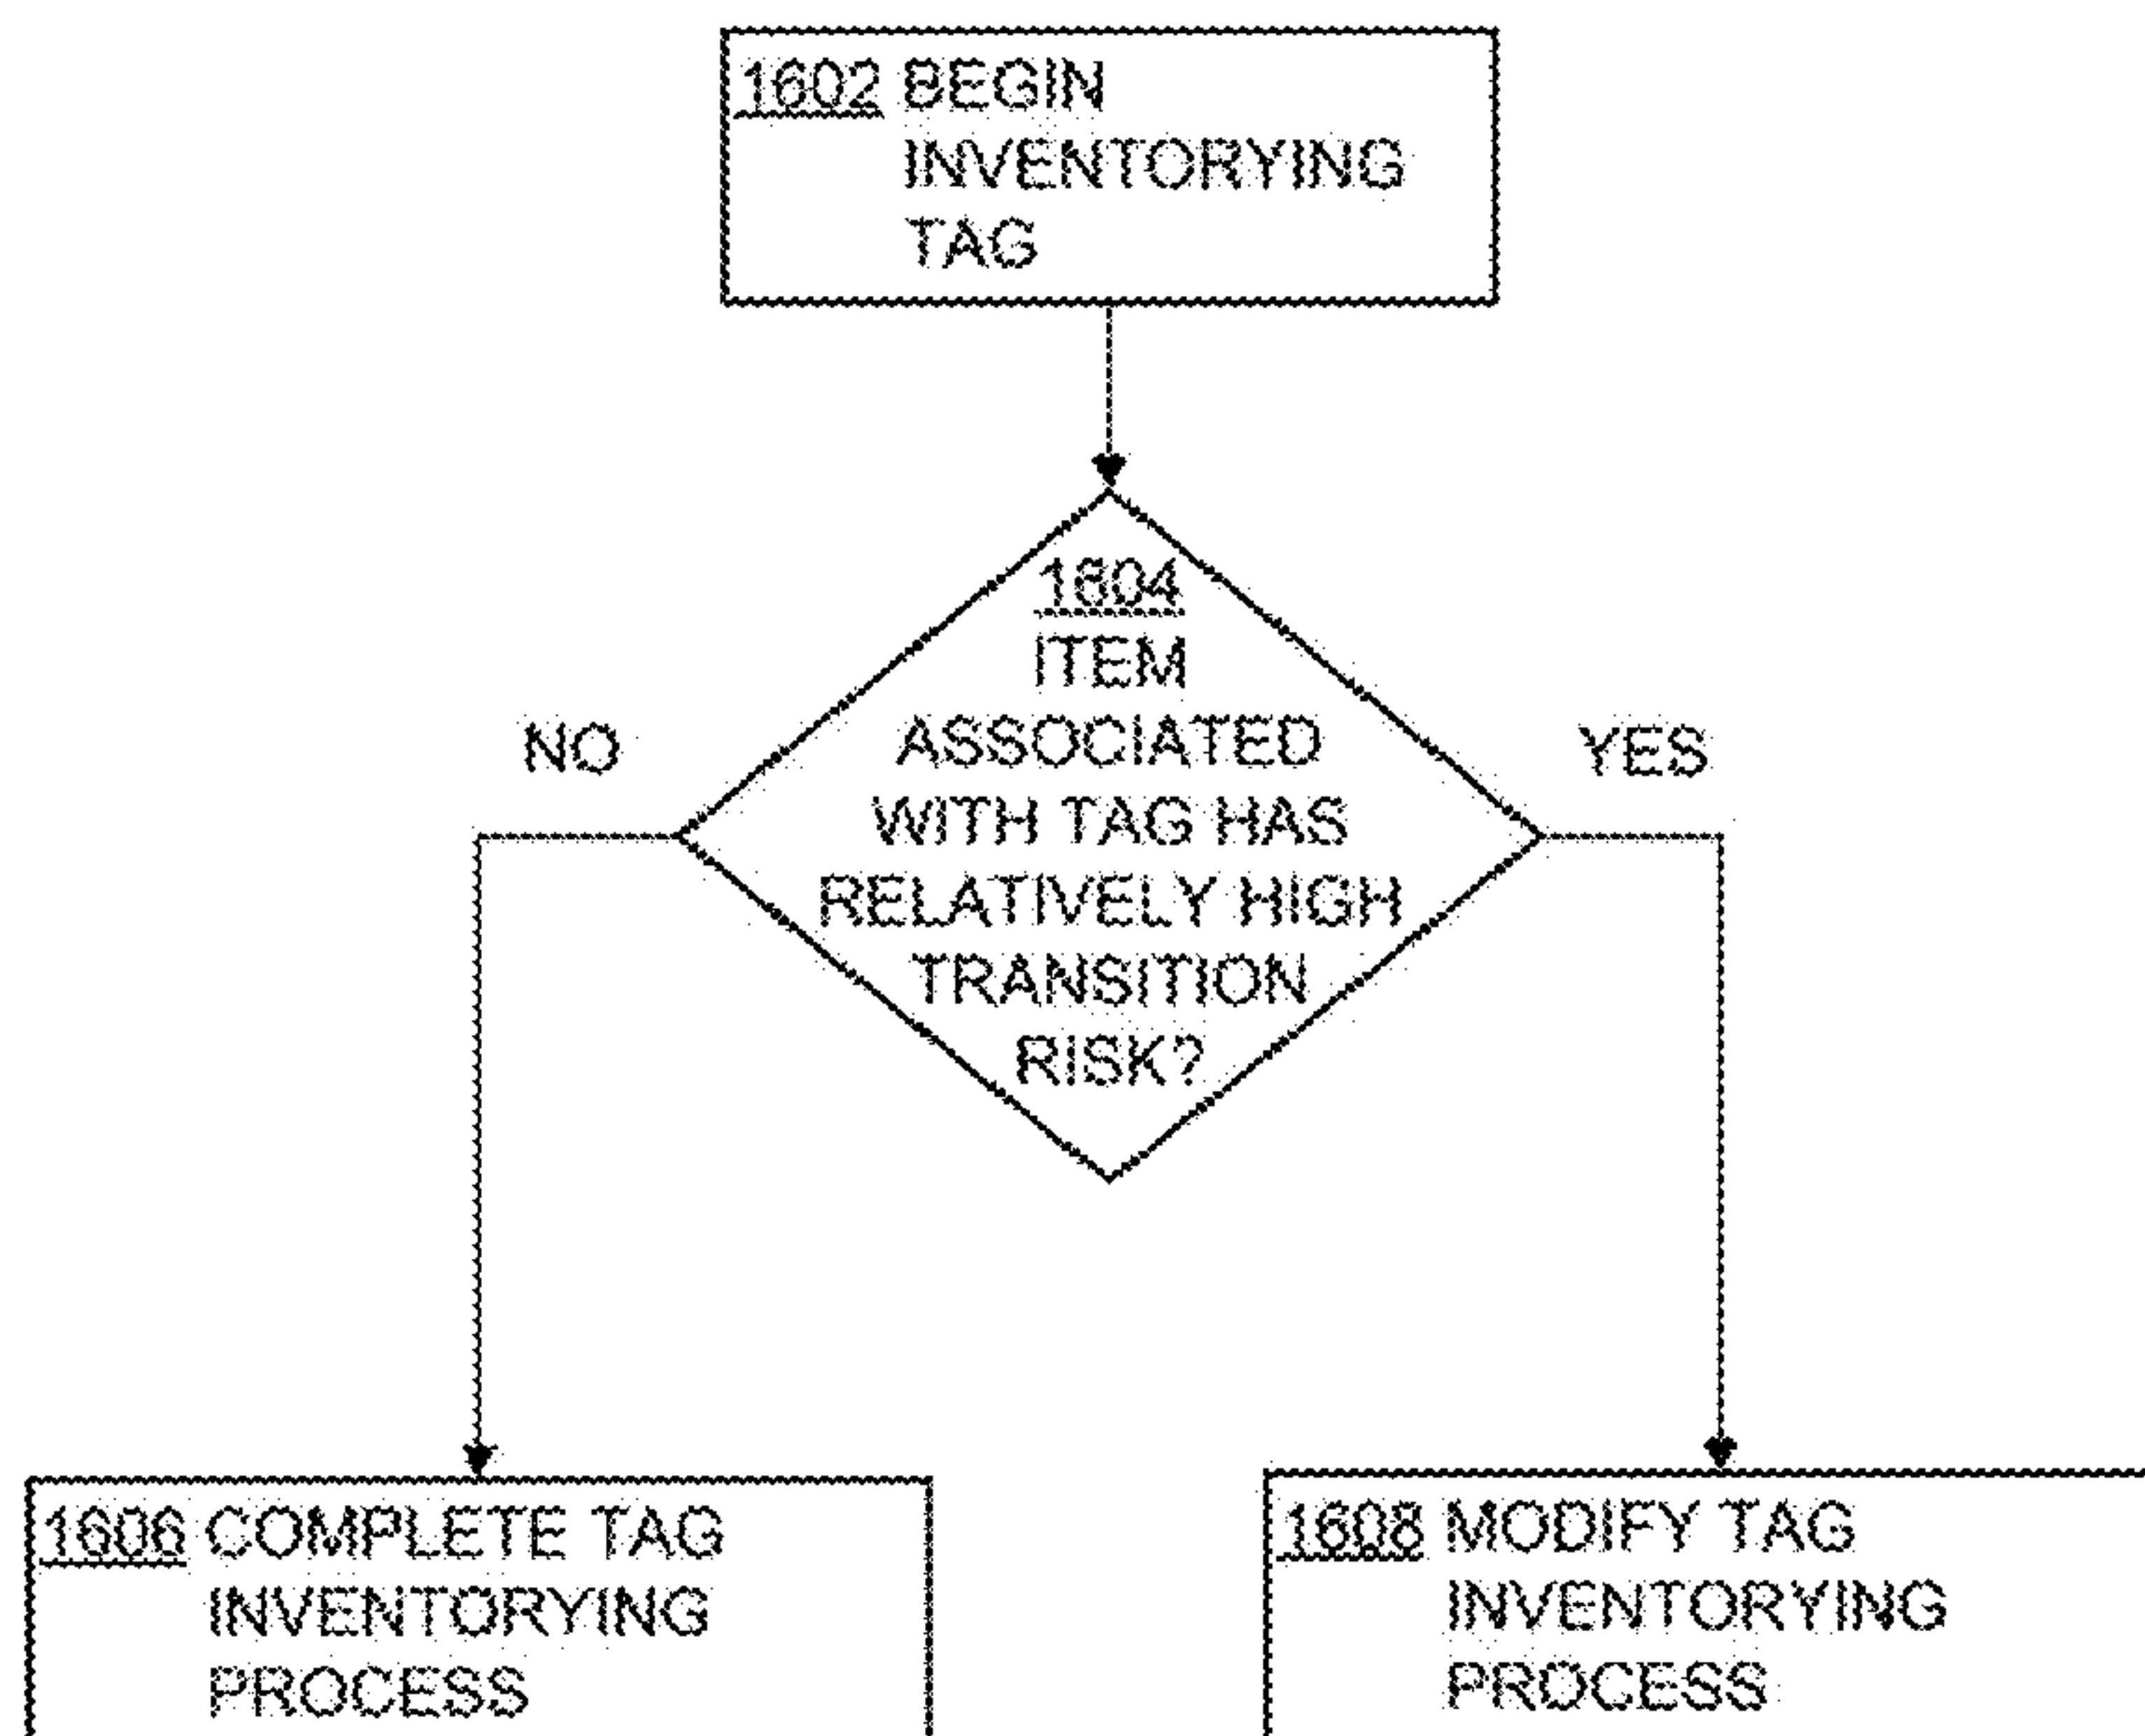 1602 BEGIN
INVENTORYING
TAG
1604
ITEM
ASSOCIATED
WITH TAG HAS
RELATIVELY HIGH
TRANSITION
RISK?
NO
YES
1606 COMPLETE TAG
INVENTORYING
PROCESS
1608 MODIFY TAG
INVENTORYING
PROCESS